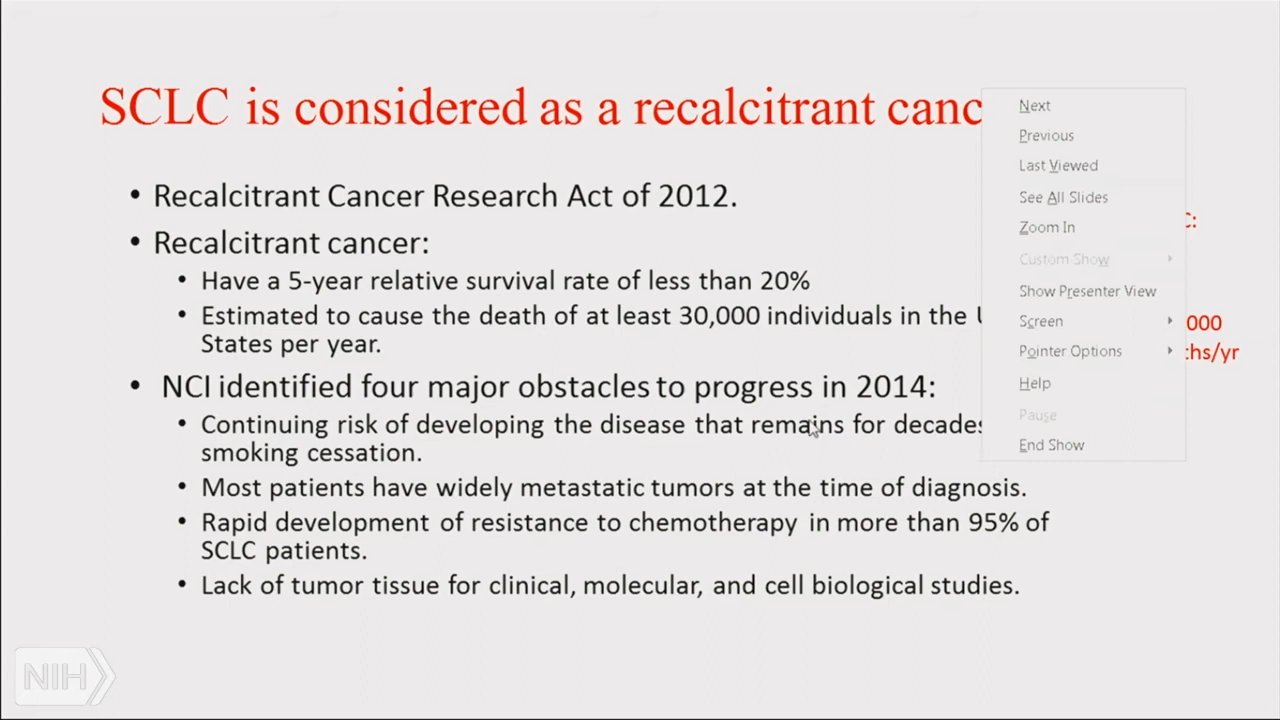 SCLC is considered as a recalcitrant canc
• Recalcitrant Cancer Research Act of 2012.
• Recalcitrant cancer:
• Have a 5-year relative survival rate of less than 20%
• Estimated to cause the death of at least 30,000 individuals in the U
States per year.
• NCI identified four major obstacles to progress in 2014:
• Continuing risk of developing the disease that remains for decades
smoking cessation.
• Most patients have widely metastatic tumors at the time of diagnosis.
• Rapid development of resistance to chemotherapy in more than 95% of
SCLC patients.
• Lack of tumor tissue for clinical, molecular, and cell biological studies.
Next
Previous
Last Viewed
See All Slides
Zoom In
Custom Show
Show Presenter View
Screen
Pointer Options
Help
Pause
End Show
C:
000
ths/yr
NIH